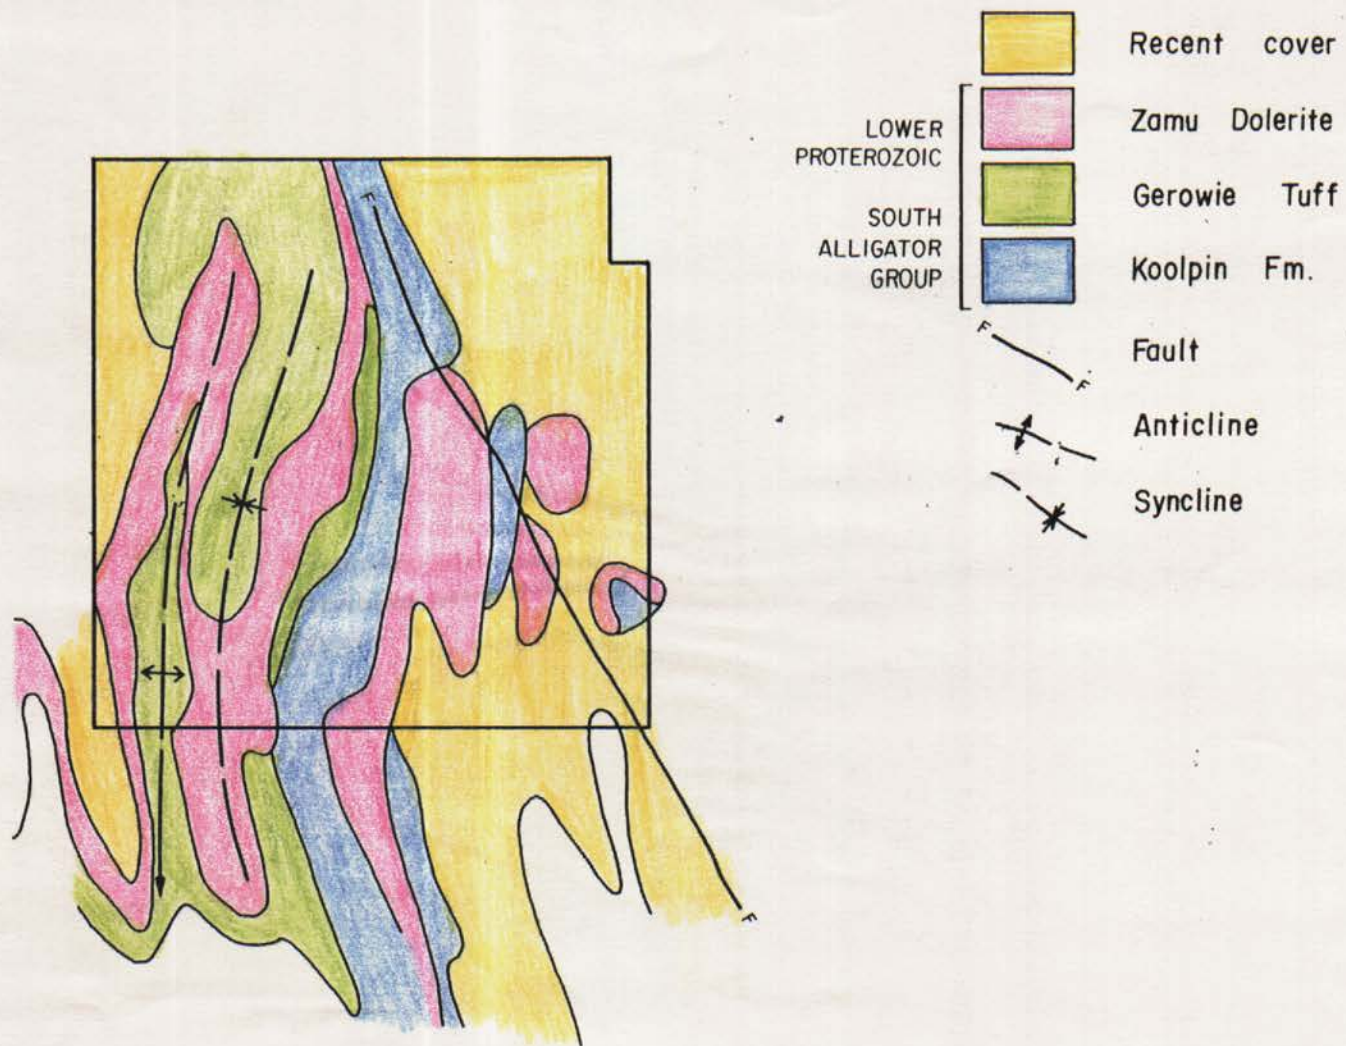 Recent cover
LOWER
PROTEROZOIC
Zamu Dolerite
Gerowie Tuff
SOUTH
ALLIGATOR
GROUP
Koolpin Fm.
F
F
Fault
Anticline
Syncline
F
F